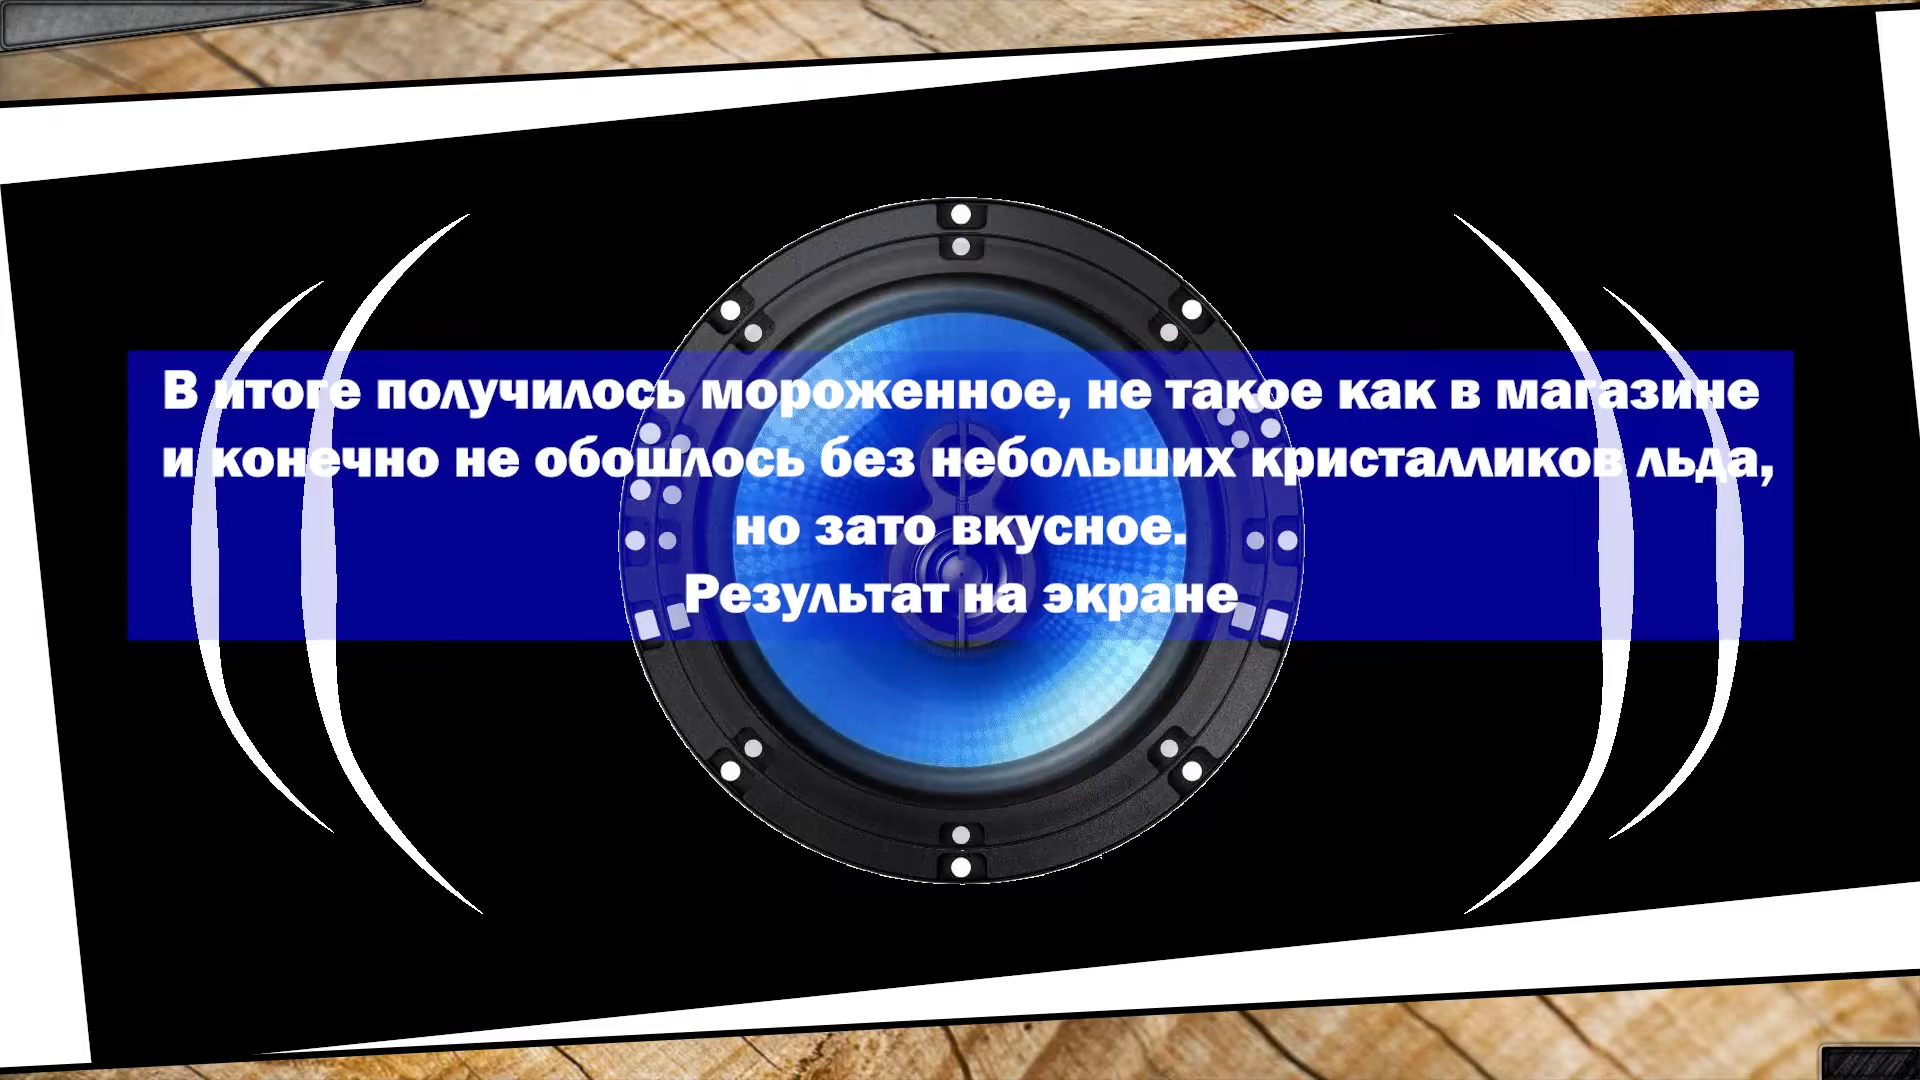 В итоге получилось мороженное, не такое как в магазине
и конечно не обошлось без небольших кристалликов льда,
но зато вкусное.
Результат на экране